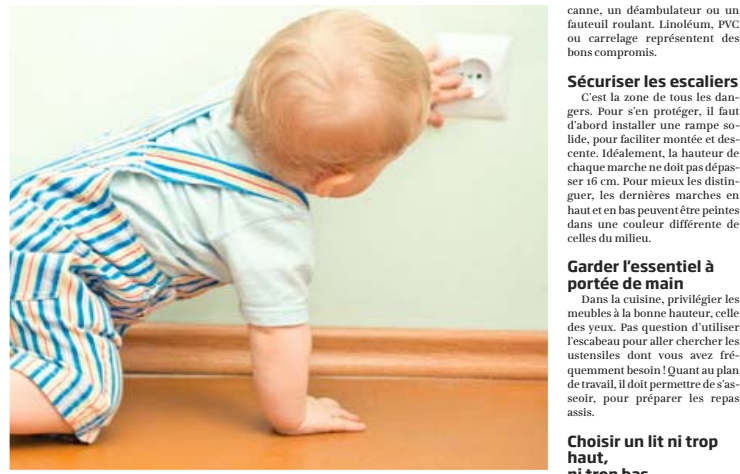 canne, un déambulateur ou un
fauteuil roulant. Linoléum, PVC
ou carrelage représentent des
bons compromis.
Sécuriser les escaliers
C'est la zone de tous les dan-
gers. Pour s'en protéger, il faut
d'abord installer une rampe so-
lide, pour faciliter montée et des-
cente. Idéalement, la hauteur de
chaque marche ne doit pas dépas-
ser 16 cm. Pour mieux les distin-
guer, les dernières marches en
haut et en bas peuvent être peintes
dans une couleur différente de
celles du milieu.
Garder l'essentiel à
portée de main
Dans la cuisine, privilégier les
meubles à la bonne hauteur, celle
des yeux. Pas question d'utiliser
l'escabeau pour aller chercher les
ustensiles dont vous avez fré-
quemment besoin ! Quant au plan
de travail, il doit permettre de s'as-
seoir, pour préparer les repas
assis.
Choisir un lit ni trop
haut,
ni trop bas